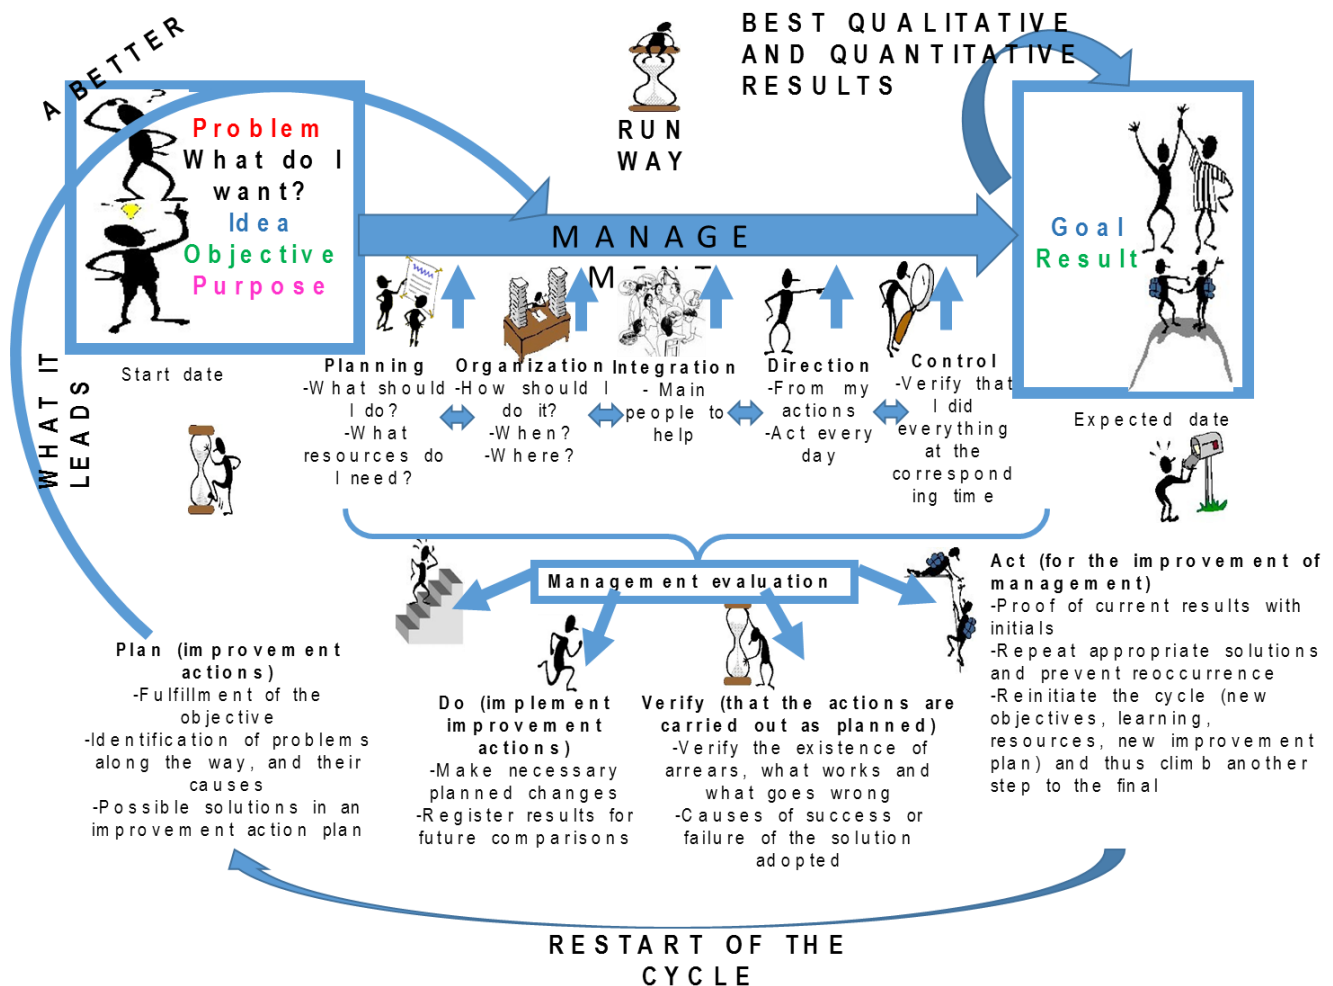 A BETTER
BEST QUALITATIVE
AND QUANTITATIVE
RESULTS
RUN
WAY
Problem
What do I
want?
Idea
Objective
Purpose
MANAGE
MENT
Goal
Result
WHAT IT
LEADS
Start date
Expected date
Planning
-What should
I do?
-What
resources do
I need?
Organization
-How should I
do it?
-When?
-Where?
Integration
- Main
people to
help
Direction
-From my
actions
-Act every
day
Control
-Verify that
I did
everything
at the
correspond
ing time
Management evaluation
Plan (improvement
actions)
-Fulfillment of the
objective
-Identification of problems
along the way, and their
causes
-Possible solutions in an
improvement action plan
Do (implement
improvement
actions)
-Make necessary
planned changes
-Register results for
future comparisons
Verify (that the actions are
carried out as planned)
-Verify the existence of
arrears, what works and
what goes wrong
-Causes of success or
failure of the solution
adopted
Act (for the improvement of
management)
-Proof of current results with
initials
-Repeat appropriate solutions
and prevent reoccurrence
-Reinitiate the cycle (new
objectives, learning,
resources, new improvement
plan) and thus climb another
step to the final
RESTART OF THE
CYCLE